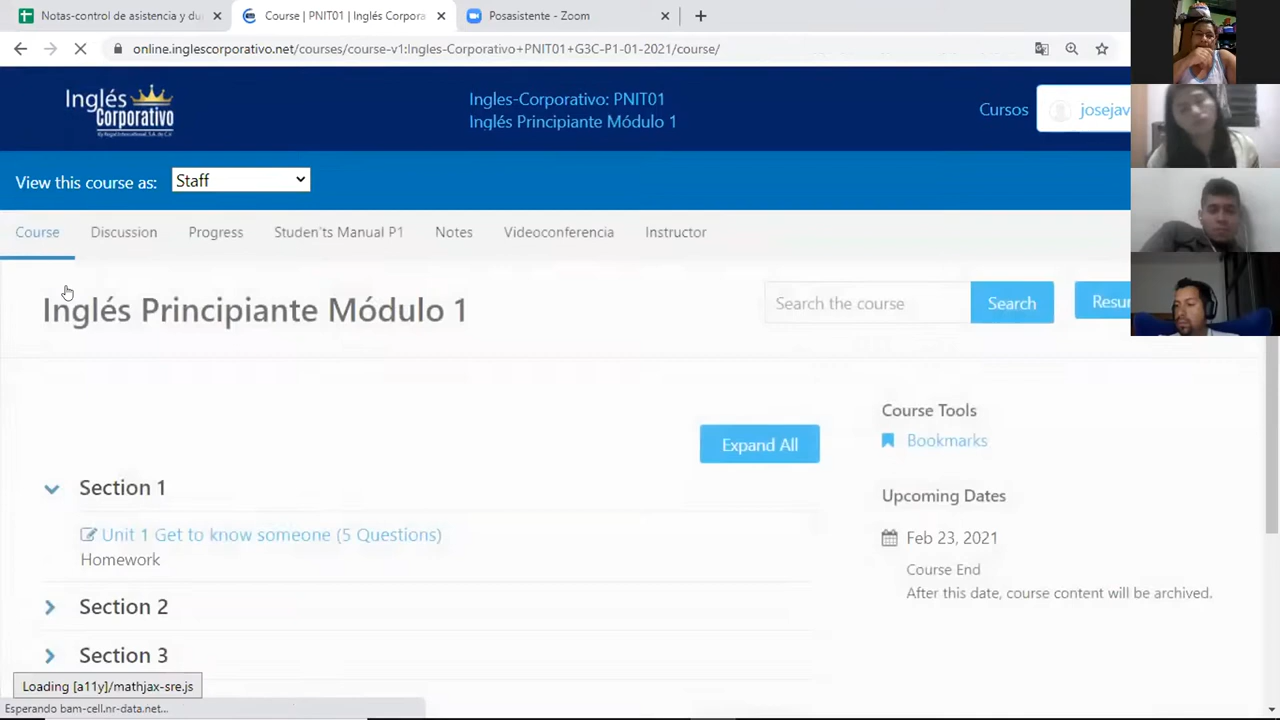 Notas-control de asistencia y du
Course | PNIT01 | Inglés Corpora
Posasistente - Zoom
online.inglescorporativo.net/courses/course-v1:Ingles-Corporativo+PNIT01+G3C-P1-01-2021/course/
Inglés
Corporativo
Ingles-Corporativo: PNIT01
Inglés Principiante Módulo 1
Cursos
josejav
View this course as:
Staff
Course
Discussion
Progress
Studen'ts Manual P1
Notes
Videoconferencia
Instructor
Inglés Principiante Módulo 1
Search the course
Search
Resu
Expand All
Course Tools
Bookmarks
Section 1
Unit 1 Get to know someone (5 Questions)
Homework
Upcoming Dates
Feb 23, 2021
Course End
After this date, course content will be archived.
Section 2
Section 3
Loading [a11y]/mathjax-sre.js
Esperando bam-cell.nr-data.net...